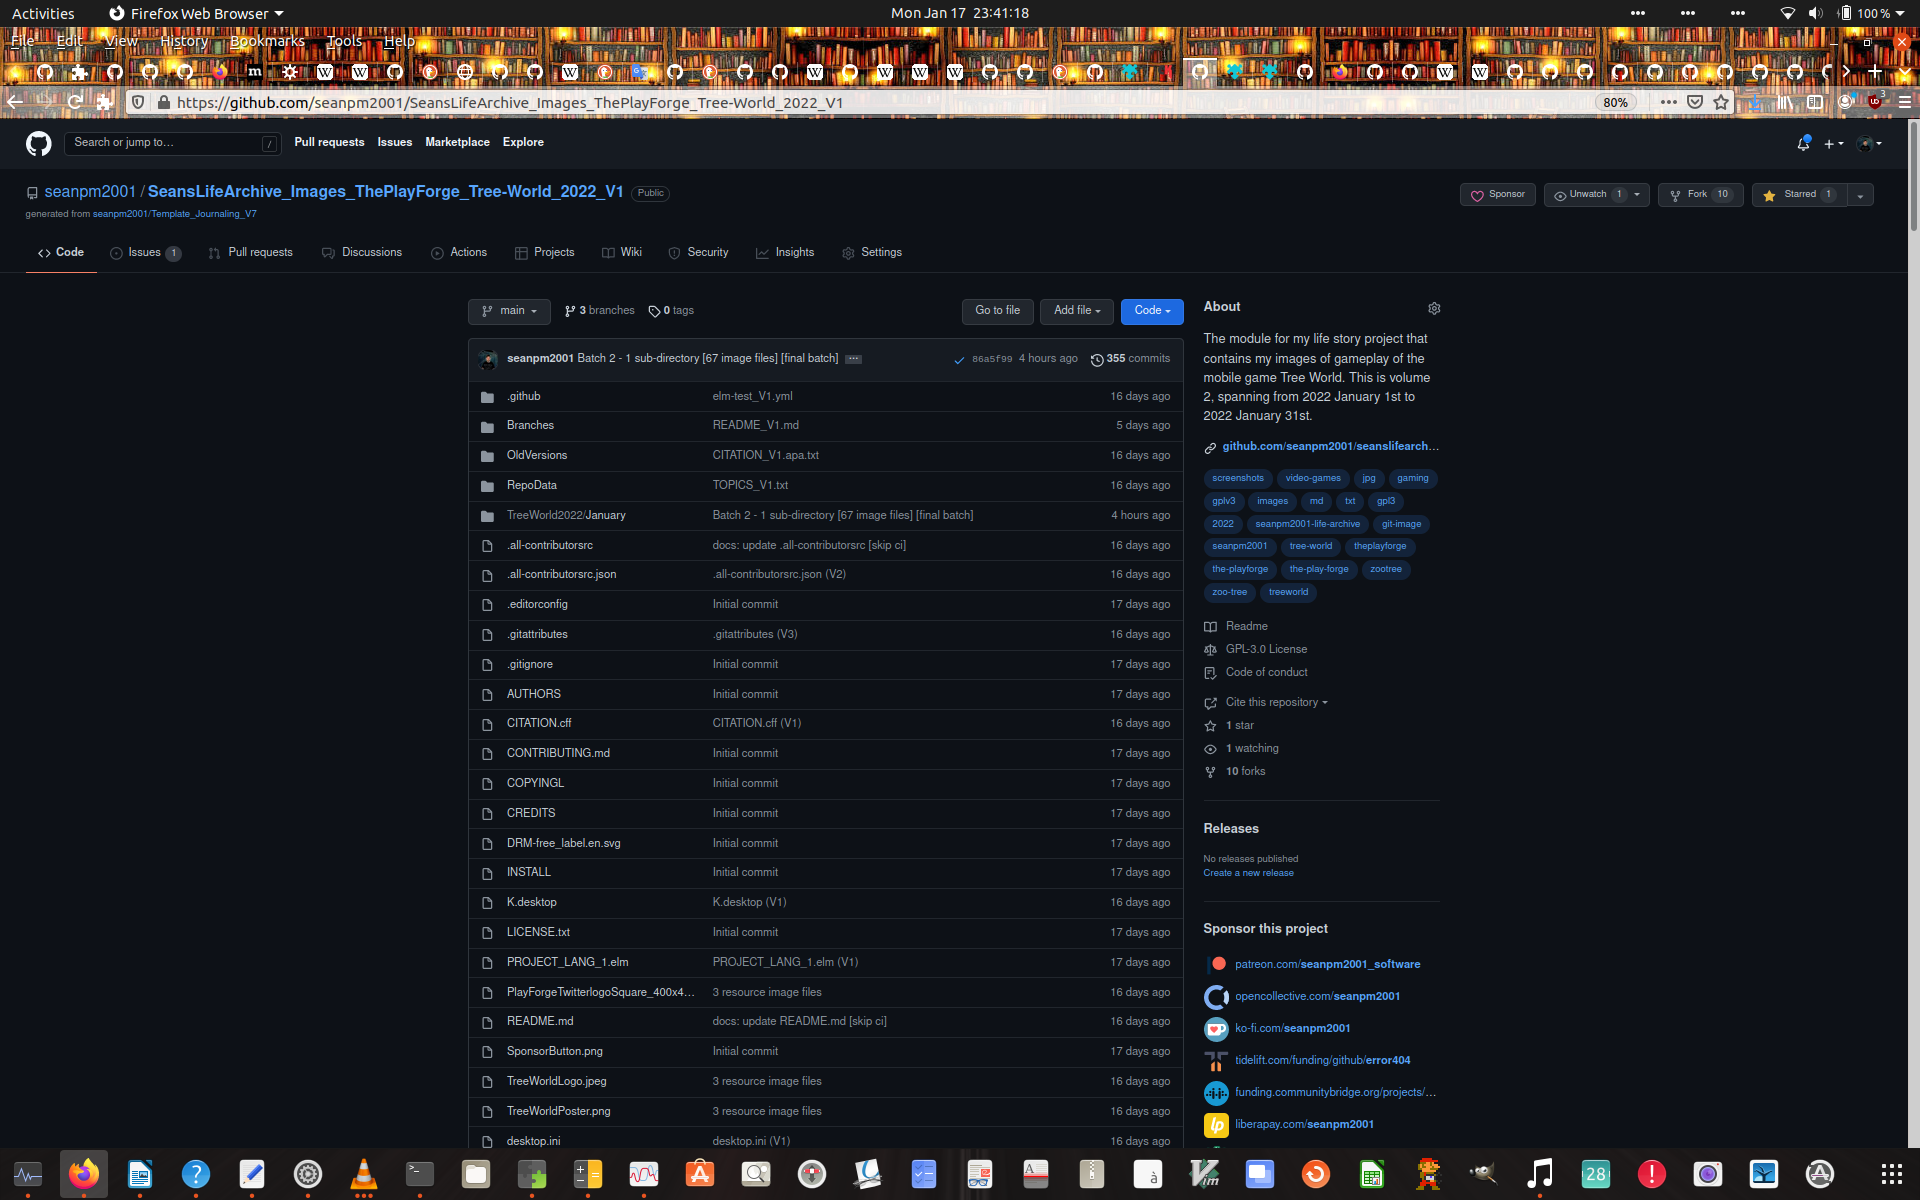 Activities
Firefox Web Browser
Mon Jan 17 23:41:18
100 %
File Edit View History Bookmarks Tools Help
https://github.com/seanpm2001/SeansLifeArchive_Images_ThePlayForge_Tree-World_2022_V1
80%
3
Search or jump to…
/
Pull requests Issues Marketplace Explore
seanpm2001 / SeansLifeArchive_Images_ThePlayForge_Tree-World_2022_V1 Public
generated from seanpm2001/Template_Journaling_V7
Sponsor
Unwatch 1
Fork 10
Starred 1
Code
Issues 1
Pull requests
Discussions
Actions
Projects
Wiki
Security
Insights
Settings
main
3 branches
0 tags
Go to file
Add file
Code
seanpm2001 Batch 2 - 1 sub-directory [67 image files] [final batch]
86a5f99 4 hours ago
355 commits
.github elm-test_V1.yml 16 days ago
Branches README_V1.md 5 days ago
OldVersions CITATION_V1.apa.txt 16 days ago
RepoData TOPICS_V1.txt 16 days ago
TreeWorld2022/January Batch 2 - 1 sub-directory [67 image files] [final batch] 4 hours ago
.all-contributorsrc docs: update .all-contributorsrc [skip ci] 16 days ago
.all-contributorsrc.json .all-contributorsrc.json (V2) 16 days ago
.editorconfig Initial commit 17 days ago
.gitattributes .gitattributes (V3) 16 days ago
.gitignore Initial commit 17 days ago
AUTHORS Initial commit 17 days ago
CITATION.cff CITATION.cff (V1) 16 days ago
CONTRIBUTING.md Initial commit 17 days ago
COPYINGL Initial commit 17 days ago
CREDITS Initial commit 17 days ago
DRM-free_label.en.svg Initial commit 17 days ago
INSTALL Initial commit 17 days ago
K.desktop K.desktop (V1) 16 days ago
LICENSE.txt Initial commit 17 days ago
PROJECT_LANG_1.elm PROJECT_LANG_1.elm (V1) 17 days ago
PlayForgeTwitterlogoSquare_400x4… 3 resource image files 16 days ago
README.md docs: update README.md [skip ci] 16 days ago
SponsorButton.png Initial commit 17 days ago
TreeWorldLogo.jpeg 3 resource image files 16 days ago
TreeWorldPoster.png 3 resource image files 16 days ago
desktop.ini desktop.ini (V1) 16 days ago
About
The module for my life story project that
contains my images of gameplay of the
mobile game Tree World. This is volume
2, spanning from 2022 January 1st to
2022 January 31st.
github.com/seanpm2001/seanslifearch…
screenshots video-games jpg gaming
gplv3 images md txt gpl3
2022 seanpm2001-life-archive git-image
seanpm2001 tree-world theplayforge
the-playforge the-play-forge zootree
zoo-tree treeworld
Readme
GPL-3.0 License
Code of conduct
Cite this repository
1 star
1 watching
10 forks
Releases
No releases published
Create a new release
Sponsor this project
patreon.com/seanpm2001_software
opencollective.com/seanpm2001
ko-fi.com/seanpm2001
tidelift.com/funding/github/error404
funding.communitybridge.org/projects/…
lp
liberapay.com/seanpm2001
28